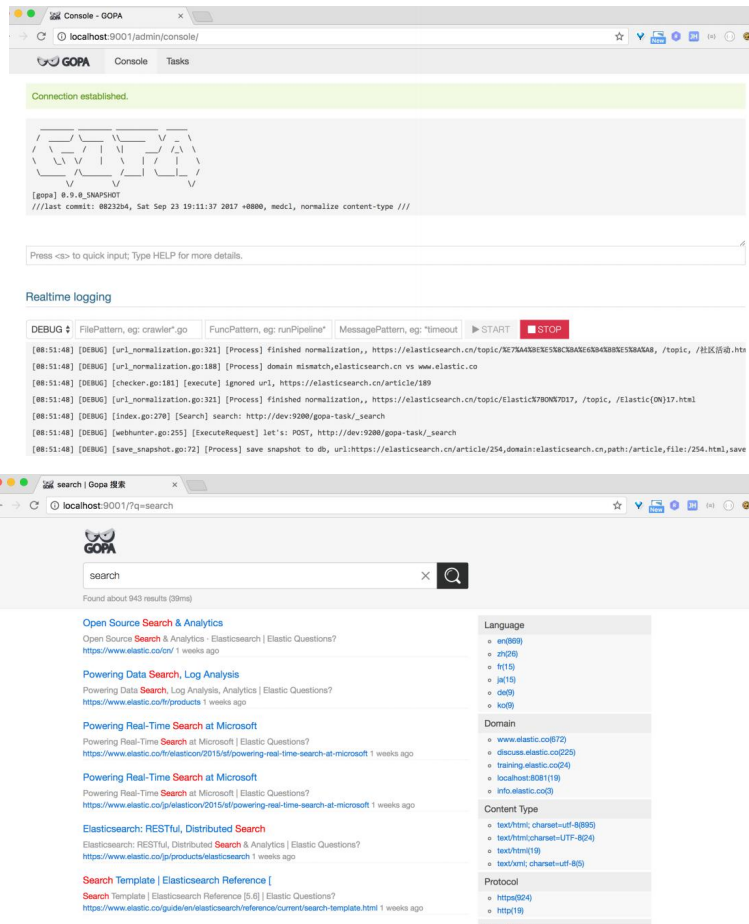 Console - GOPA
localhost:9001/admin/console/
New
JH
GOPA Console Tasks
Connection established.
[gopa] 0.9.0_SNAPSHOT
///last commit: 08232b4, Sat Sep 23 19:11:37 2017 +0800, medcl, normalize content-type ///
Press <s> to quick input; Type HELP for more details.
Realtime logging
DEBUG FilePattern, eg: crawler*.go FuncPattern, eg: runPipeline* MessagePattern, eg: *timeout START STOP
[08:51:48] [DEBUG] [url_normalization.go:321] [Process] finished normalization,, https://elasticsearch.cn/topic/%E7%A4%BE%E5%8C%BA%E6%B4%BB%E5%8A%A8, /topic, /社区活动.htm
[08:51:48] [DEBUG] [url_normalization.go:188] [Process] domain mismatch,elasticsearch.cn vs www.elastic.co
[08:51:48] [DEBUG] [checker.go:181] [execute] ignored url, https://elasticsearch.cn/article/189
[08:51:48] [DEBUG] [url_normalization.go:321] [Process] finished normalization,, https://elasticsearch.cn/topic/Elastic%7BON%7D17, /topic, /Elastic{ON}17.html
[08:51:48] [DEBUG] [index.go:270] [Search] search: http://dev:9200/gopa-task/_search
[08:51:48] [DEBUG] [webhunter.go:255] [ExecuteRequest] let's: POST, http://dev:9200/gopa-task/_search
[08:51:48] [DEBUG] [save_snapshot.go:72] [Process] save snapshot to db, url:https://elasticsearch.cn/article/254,domain:elasticsearch.cn,path:/article,file:/254.html,save
search | Gopa 搜索
localhost:9001/?q=search
New
JH
GOPA
search
Found about 943 results (39ms)
Open Source Search & Analytics
Open Source Search & Analytics · Elasticsearch | Elastic Questions?
https://www.elastic.co/cn/ 1 weeks ago
Powering Data Search, Log Analysis
Powering Data Search, Log Analysis, Analytics | Elastic Questions?
https://www.elastic.co/fr/products 1 weeks ago
Powering Real-Time Search at Microsoft
Powering Real-Time Search at Microsoft | Elastic Questions?
https://www.elastic.co/fr/elasticon/2015/sf/powering-real-time-search-at-microsoft 1 weeks ago
Powering Real-Time Search at Microsoft
Powering Real-Time Search at Microsoft | Elastic Questions?
https://www.elastic.co/jp/elasticon/2015/sf/powering-real-time-search-at-microsoft 1 weeks ago
Elasticsearch: RESTful, Distributed Search
Elasticsearch: RESTful, Distributed Search & Analytics | Elastic Questions?
https://www.elastic.co/jp/products/elasticsearch 1 weeks ago
Search Template | Elasticsearch Reference [
Search Template | Elasticsearch Reference [5.6] | Elastic Questions?
https://www.elastic.co/guide/en/elasticsearch/reference/current/search-template.html 1 weeks ago
Language
en(869)
zh(26)
fr(15)
ja(15)
de(9)
ko(9)
Domain
www.elastic.co(672)
discuss.elastic.co(225)
training.elastic.co(24)
localhost:8081(19)
info.elastic.co(3)
Content Type
text/html; charset=utf-8(895)
text/html;charset=UTF-8(24)
text/html(19)
text/xml; charset=utf-8(5)
Protocol
https(924)
http(19)